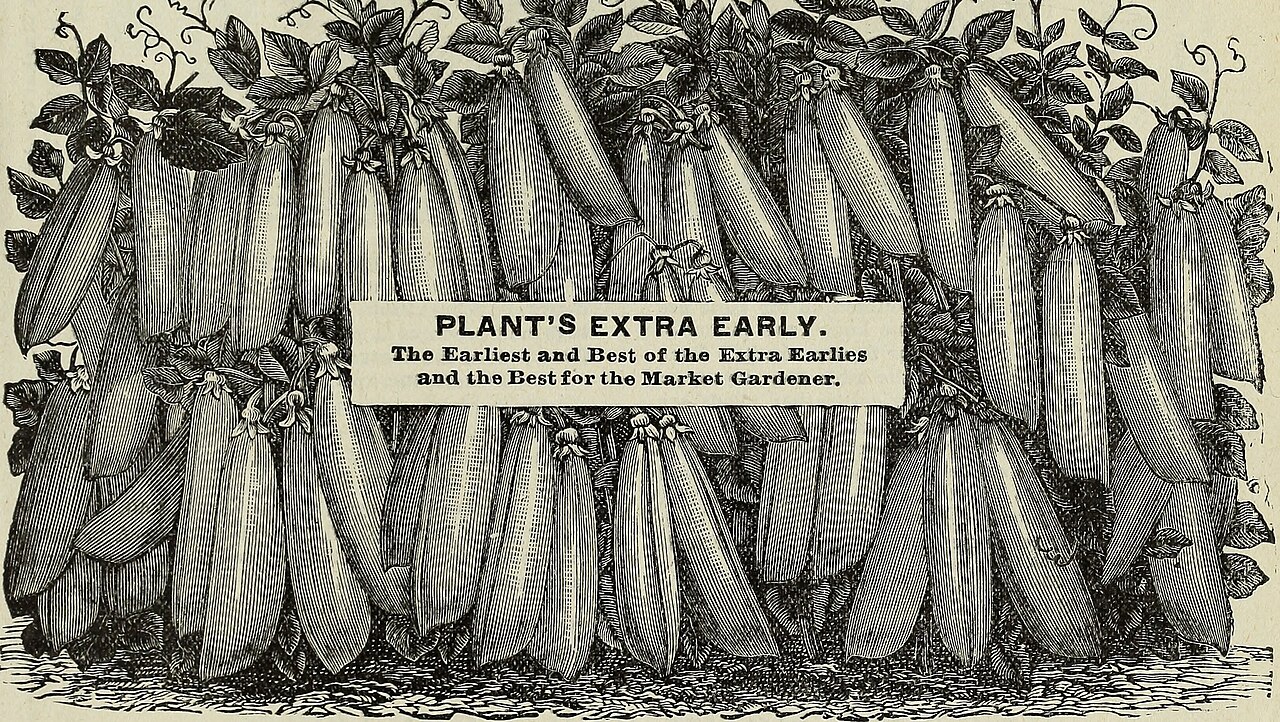 PLANT'S EXTRA EARLY.
The Earliest and Best of the Extra Earlies
and the Best for the Market Gardener.